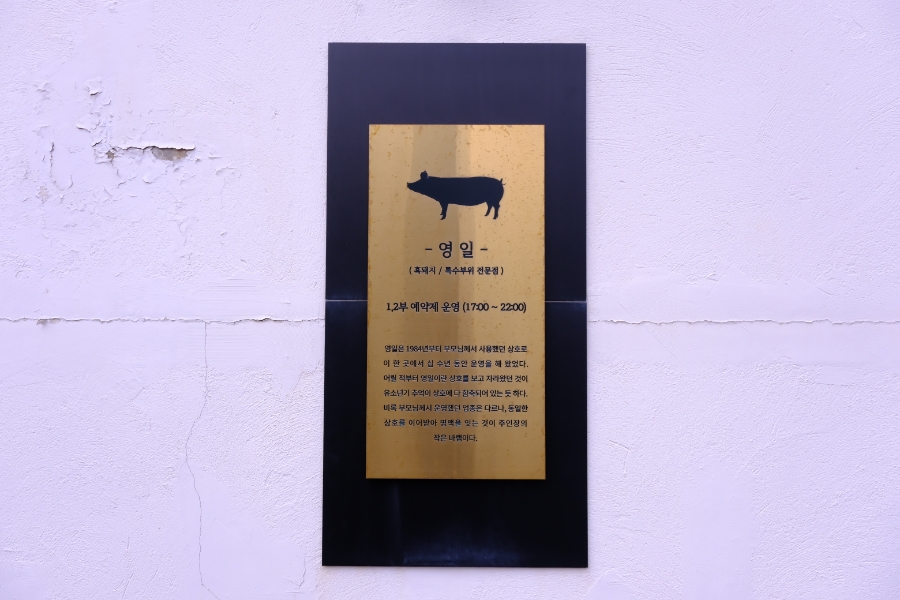 - 영 일 -
( 흑돼지 / 특수부위 전문점 )
1,2부 예약제 운영 (17:00 ~ 22:00)
영일은 1984년부터 부모님께서 사용했던 상호로
이 한 곳에서 십 수년 동안 운영을 해 왔었다.
어릴 적부터 영일이란 상호를 보고 자라왔던 것이
유소년기 추억이 상호에 다 함축되어 있는 듯 하다.
비록 부모님께서 운영했던 업종은 다르나, 동일한
상호를 이어받아 명맥을 잇는 것이 주인장의
작은 바램이다.